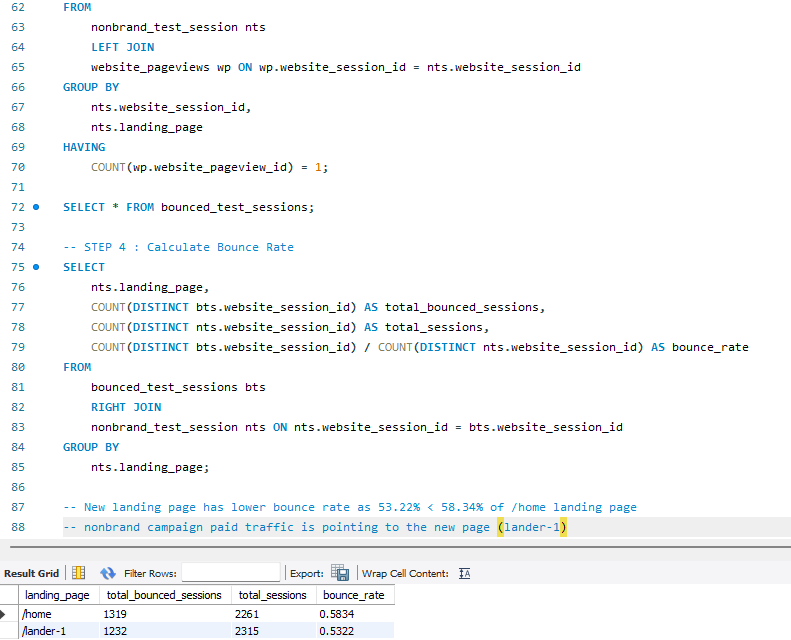 62 FROM
63 nonbrand_test_session nts
64 LEFT JOIN
65 website_pageviews wp ON wp.website_session_id = nts.website_session_id
66 GROUP BY
67 nts.website_session_id,
68 nts.landing_page
69 HAVING
70 COUNT(wp.website_pageview_id) = 1;
71
72 SELECT * FROM bounced_test_sessions;
73
74 -- STEP 4 : Calculate Bounce Rate
75 SELECT
76 nts.landing_page,
77 COUNT(DISTINCT bts.website_session_id) AS total_bounced_sessions,
78 COUNT(DISTINCT nts.website_session_id) AS total_sessions,
79 COUNT(DISTINCT bts.website_session_id) / COUNT(DISTINCT nts.website_session_id) AS bounce_rate
80 FROM
81 bounced_test_sessions bts
82 RIGHT JOIN
83 nonbrand_test_session nts ON nts.website_session_id = bts.website_session_id
84 GROUP BY
85 nts.landing_page;
86
87 -- New landing page has lower bounce rate as 53.22% < 58.34% of /home landing page
88 -- nonbrand campaign paid traffic is pointing to the new page (lander-1)
Result Grid Filter Rows: Export: Wrap Cell Content: IA
landing_page total_bounced_sessions total_sessions bounce_rate
/home 1319 2261 0.5834
/lander-1 1232 2315 0.5322